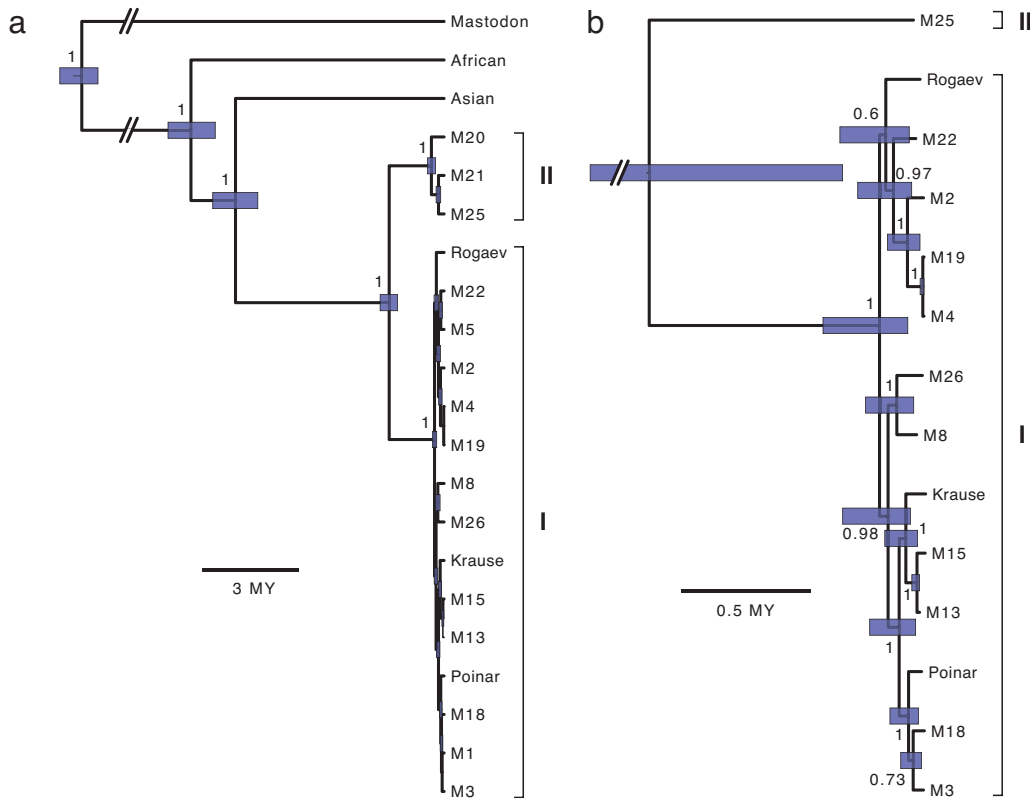 a
Mastodon
1
African
1
Asian
1
M20
1
M21
M25
II
1
Rogaev
M22
M5
M2
M4
1
M19
M8
M26
I
Krause
3 MY
M15
M13
Poinar
M18
M1
M3
b
M25
II
Rogaev
0.6
M22
0.97
M2
1
M19
1
M4
1
M26
1
M8
I
Krause
0.98
1
M15
1
M13
0.5 MY
1
Poinar
M18
1
0.73
M3